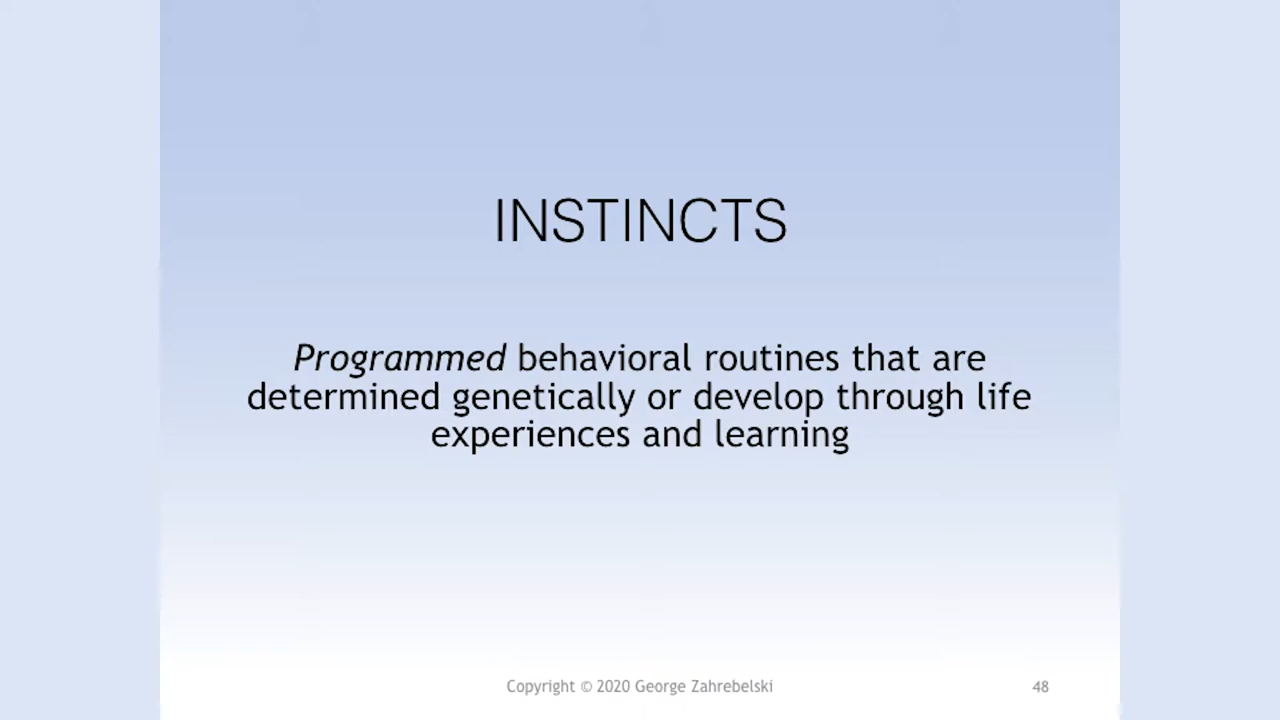 INSTINCTS
Programmed behavioral routines that are
determined genetically or develop through life
experiences and learning
Copyright © 2020 George Zahrebelski
48